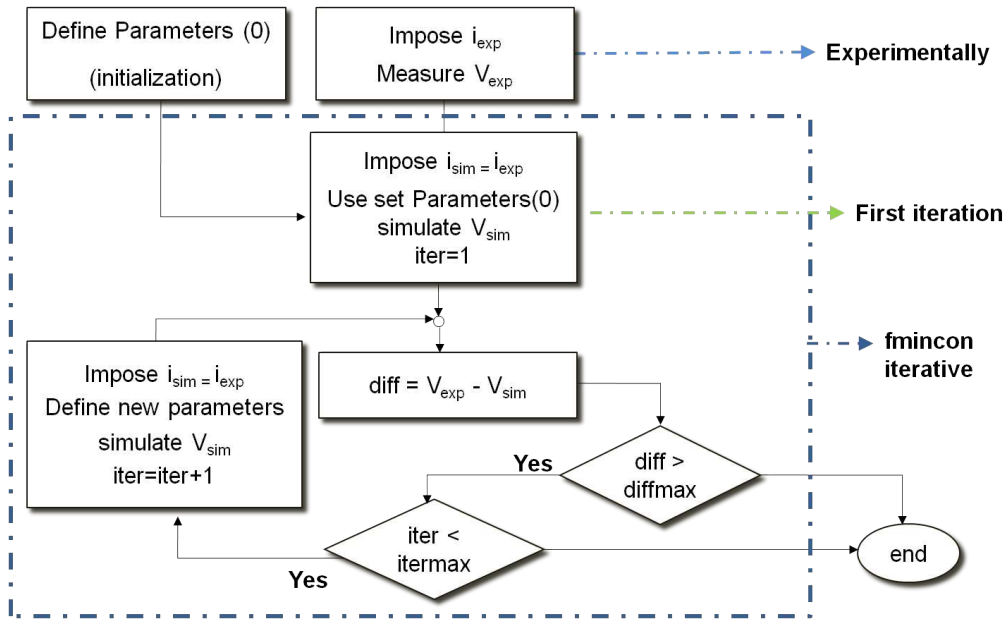 Define Parameters (0)
(initialization)
Impose i_exp
Measure V_exp
Experimentally
Impose i_sim = i_exp
Use set Parameters(0)
simulate V_sim
iter=1
First iteration
fmincon
iterative
Impose i_sim = i_exp
Define new parameters
simulate V_sim
iter=iter+1
diff = V_exp - V_sim
diff >
diffmax
Yes
iter <
itermax
Yes
end